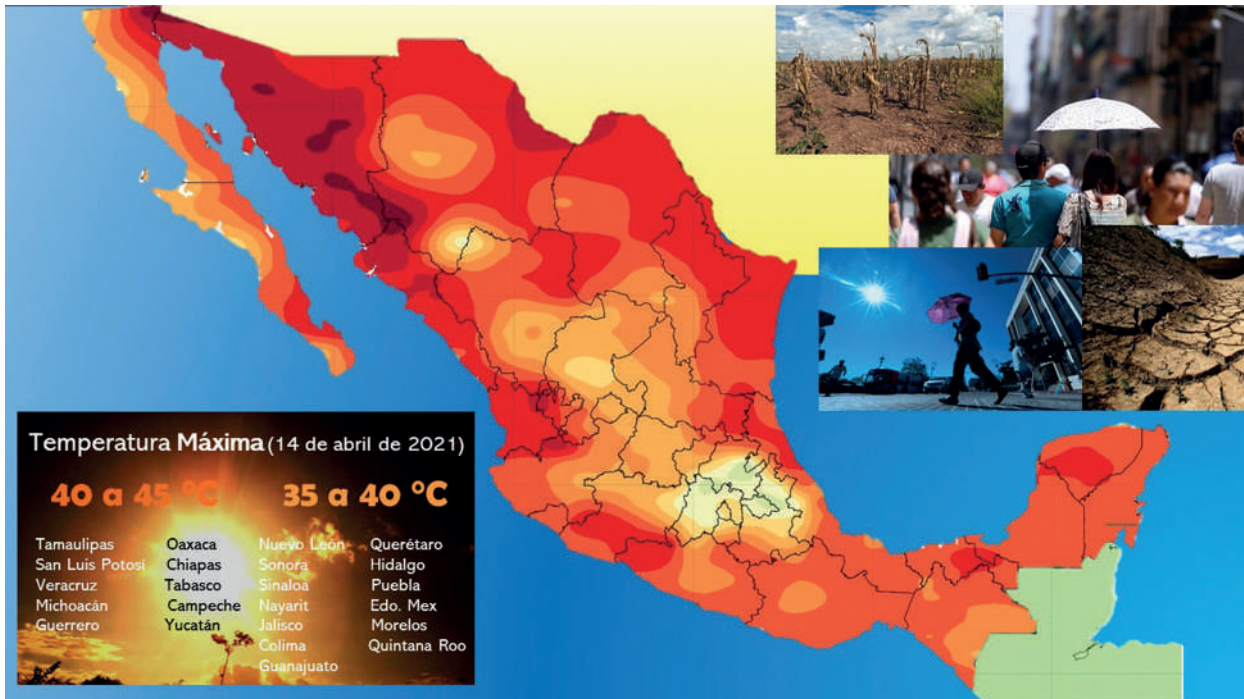 Temperatura Máxima (14 de abril de 2021)
40 a 45 °C
35 a 40 °C
Tamaulipas
San Luis Potosí
Veracruz
Michoacán
Guerrero
Oaxaca
Chiapas
Tabasco
Campeche
Yucatán
Nuevo León
Sonora
Sinaloa
Nayarit
Jalisco
Colima
Guanajuato
Querétaro
Hidalgo
Puebla
Edo. Mex
Morelos
Quintana Roo